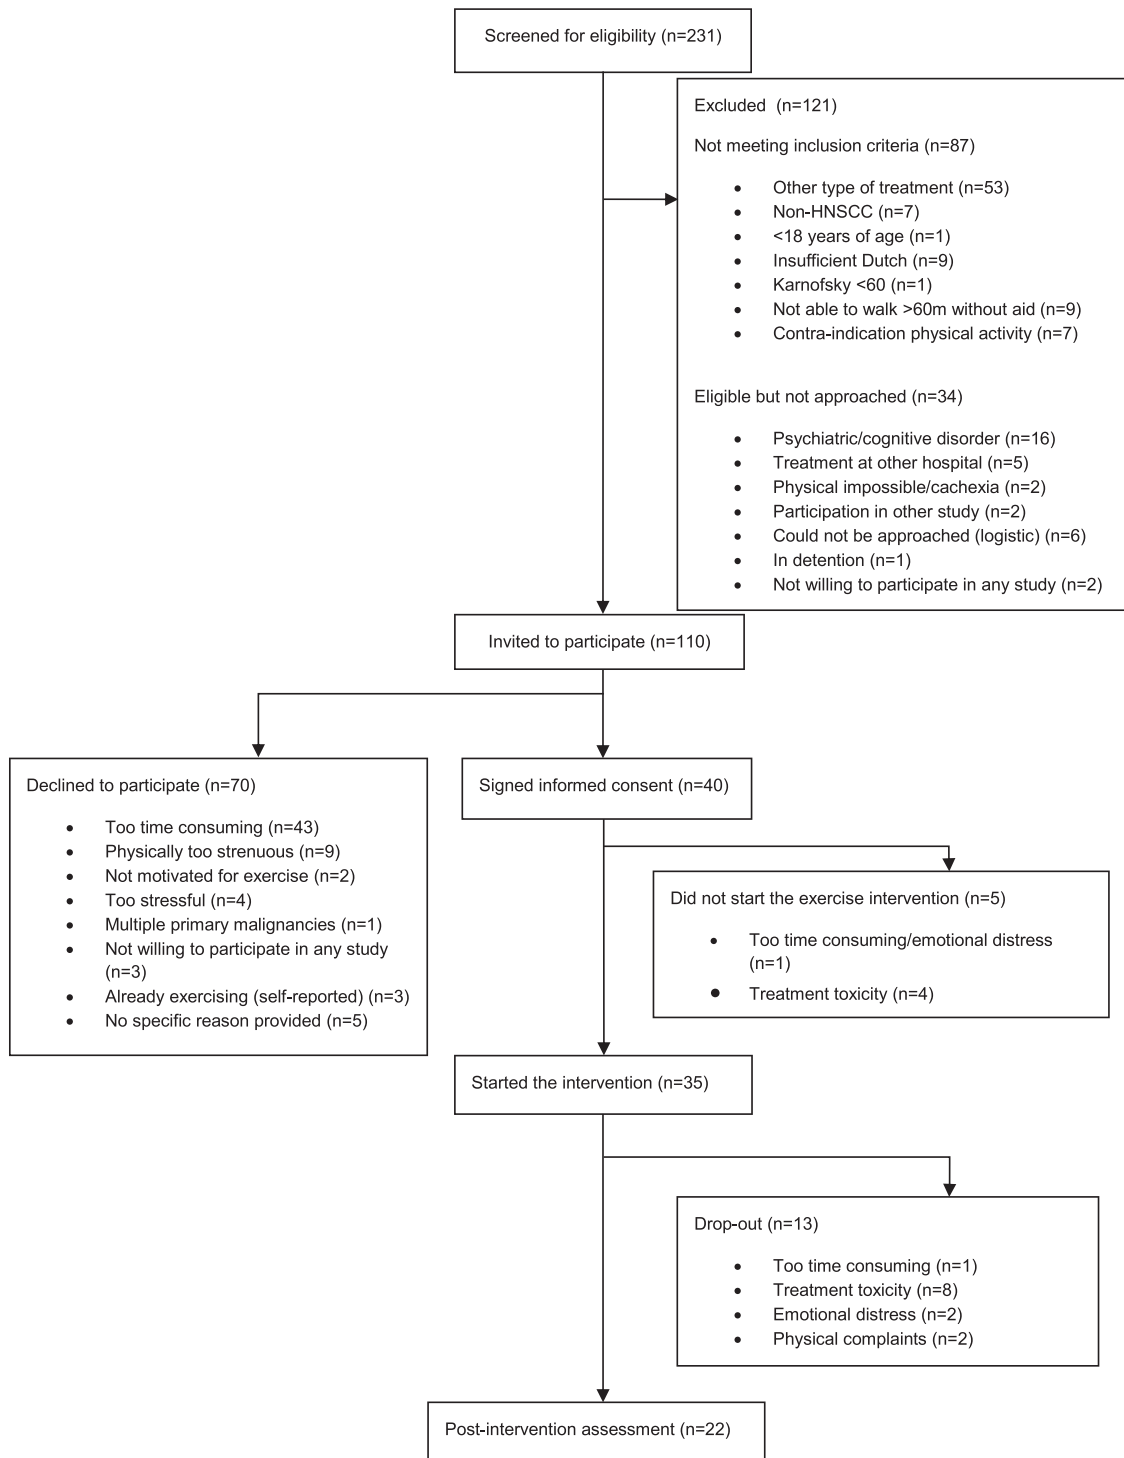 Screened for eligibility (n=231)
Excluded (n=121)
Not meeting inclusion criteria (n=87)
• Other type of treatment (n=53)
• Non-HNSCC (n=7)
• <18 years of age (n=1)
• Insufficient Dutch (n=9)
• Karnofsky <60 (n=1)
• Not able to walk >60m without aid (n=9)
• Contra-indication physical activity (n=7)
Eligible but not approached (n=34)
• Psychiatric/cognitive disorder (n=16)
• Treatment at other hospital (n=5)
• Physical impossible/cachexia (n=2)
• Participation in other study (n=2)
• Could not be approached (logistic) (n=6)
• In detention (n=1)
• Not willing to participate in any study (n=2)
Invited to participate (n=110)
Declined to participate (n=70)
• Too time consuming (n=43)
• Physically too strenuous (n=9)
• Not motivated for exercise (n=2)
• Too stressful (n=4)
• Multiple primary malignancies (n=1)
• Not willing to participate in any study
(n=3)
• Already exercising (self-reported) (n=3)
• No specific reason provided (n=5)
Signed informed consent (n=40)
Did not start the exercise intervention (n=5)
• Too time consuming/emotional distress
(n=1)
• Treatment toxicity (n=4)
Started the intervention (n=35)
Drop-out (n=13)
• Too time consuming (n=1)
• Treatment toxicity (n=8)
• Emotional distress (n=2)
• Physical complaints (n=2)
Post-intervention assessment (n=22)